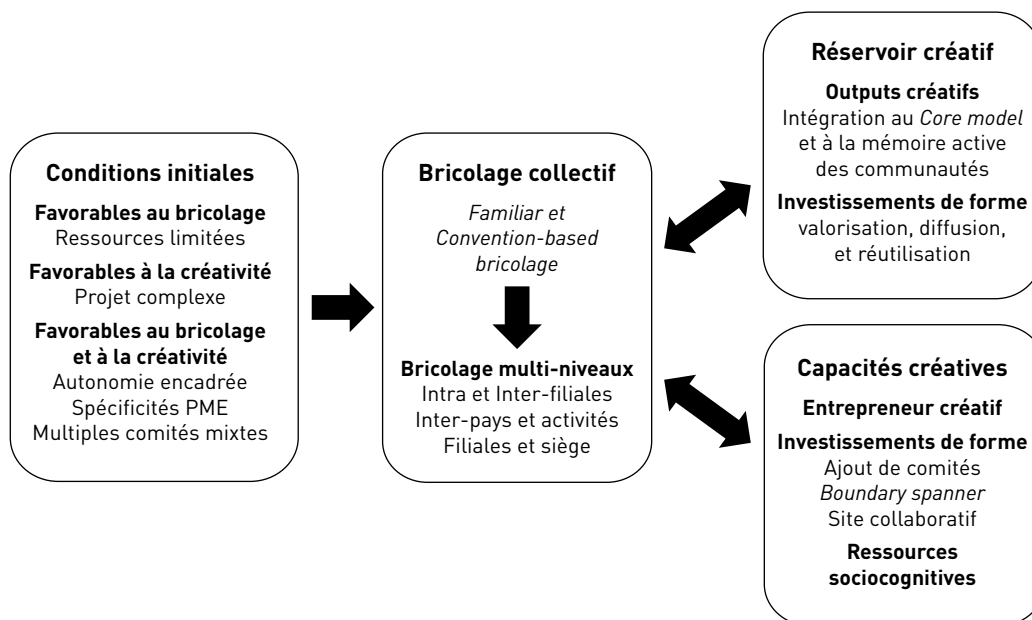 Conditions initiales
Favorables au bricolage
Ressources limitées
Favorables à la créativité
Projet complexe
Favorables au bricolage
et à la créativité
Autonomie encadrée
Spécificités PME
Multiples comités mixtes
Bricolage collectif
Familiar et
Convention-based
bricolage
Bricolage multi-niveaux
Intra et Inter-filiales
Inter-pays et activités
Filiales et siège
Réservoir créatif
Outputs créatifs
Intégration au Core model
et à la mémoire active
des communautés
Investissements de forme
valorisation, diffusion,
et réutilisation
Capacités créatives
Entrepreneur créatif
Investissements de forme
Ajout de comités
Boundary spanner
Site collaboratif
Ressources
sociocognitives